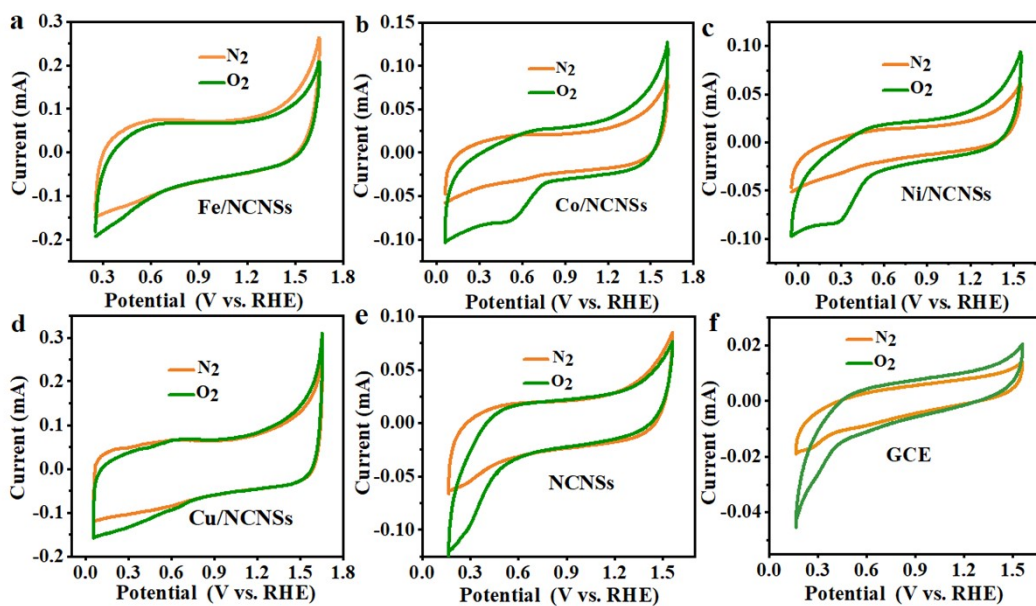 a
0.3
0.2
0.1
0.0
-0.1
-0.2
Current (mA)
N2
O2
Fe/NCNSs
0.0 0.3 0.6 0.9 1.2 1.5 1.8
Potential (V vs. RHE)
b
0.15
0.10
0.05
0.00
-0.05
-0.10
Current (mA)
N2
O2
Co/NCNSs
0.0 0.3 0.6 0.9 1.2 1.5
Potential (V vs. RHE)
c
0.10
0.05
0.00
-0.05
-0.10
Current (mA)
N2
O2
Ni/NCNSs
0.0 0.3 0.6 0.9 1.2 1.5
Potential (V vs. RHE)
d
0.3
0.2
0.1
0.0
-0.1
-0.2
Current (mA)
N2
O2
Cu/NCNSs
0.0 0.3 0.6 0.9 1.2 1.5 1.8
Potential (V vs. RHE)
e
0.10
0.05
0.00
-0.05
-0.10
Current (mA)
N2
O2
NCNSs
0.0 0.3 0.6 0.9 1.2 1.5
Potential (V vs. RHE)
f
0.02
0.00
-0.02
-0.04
Current (mA)
N2
O2
GCE
0.0 0.3 0.6 0.9 1.2 1.5
Potential (V vs. RHE)